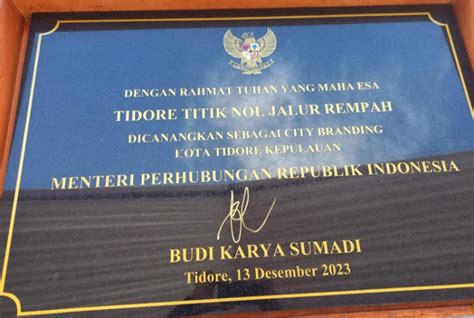 DENGAN RAHMAT TUHAN YANG MAHA ESA
TIDORE TITIK NOL JALUR REMPAH
DICANANGKAN SEBAGAI CITY BRANDING
KOTA TIDORE KEPULAUAN
MENTERI PERHUBUNGAN REPUBLIK INDONESIA
BUDI KARYA SUMADI
Tidore, 13 Desember 2023